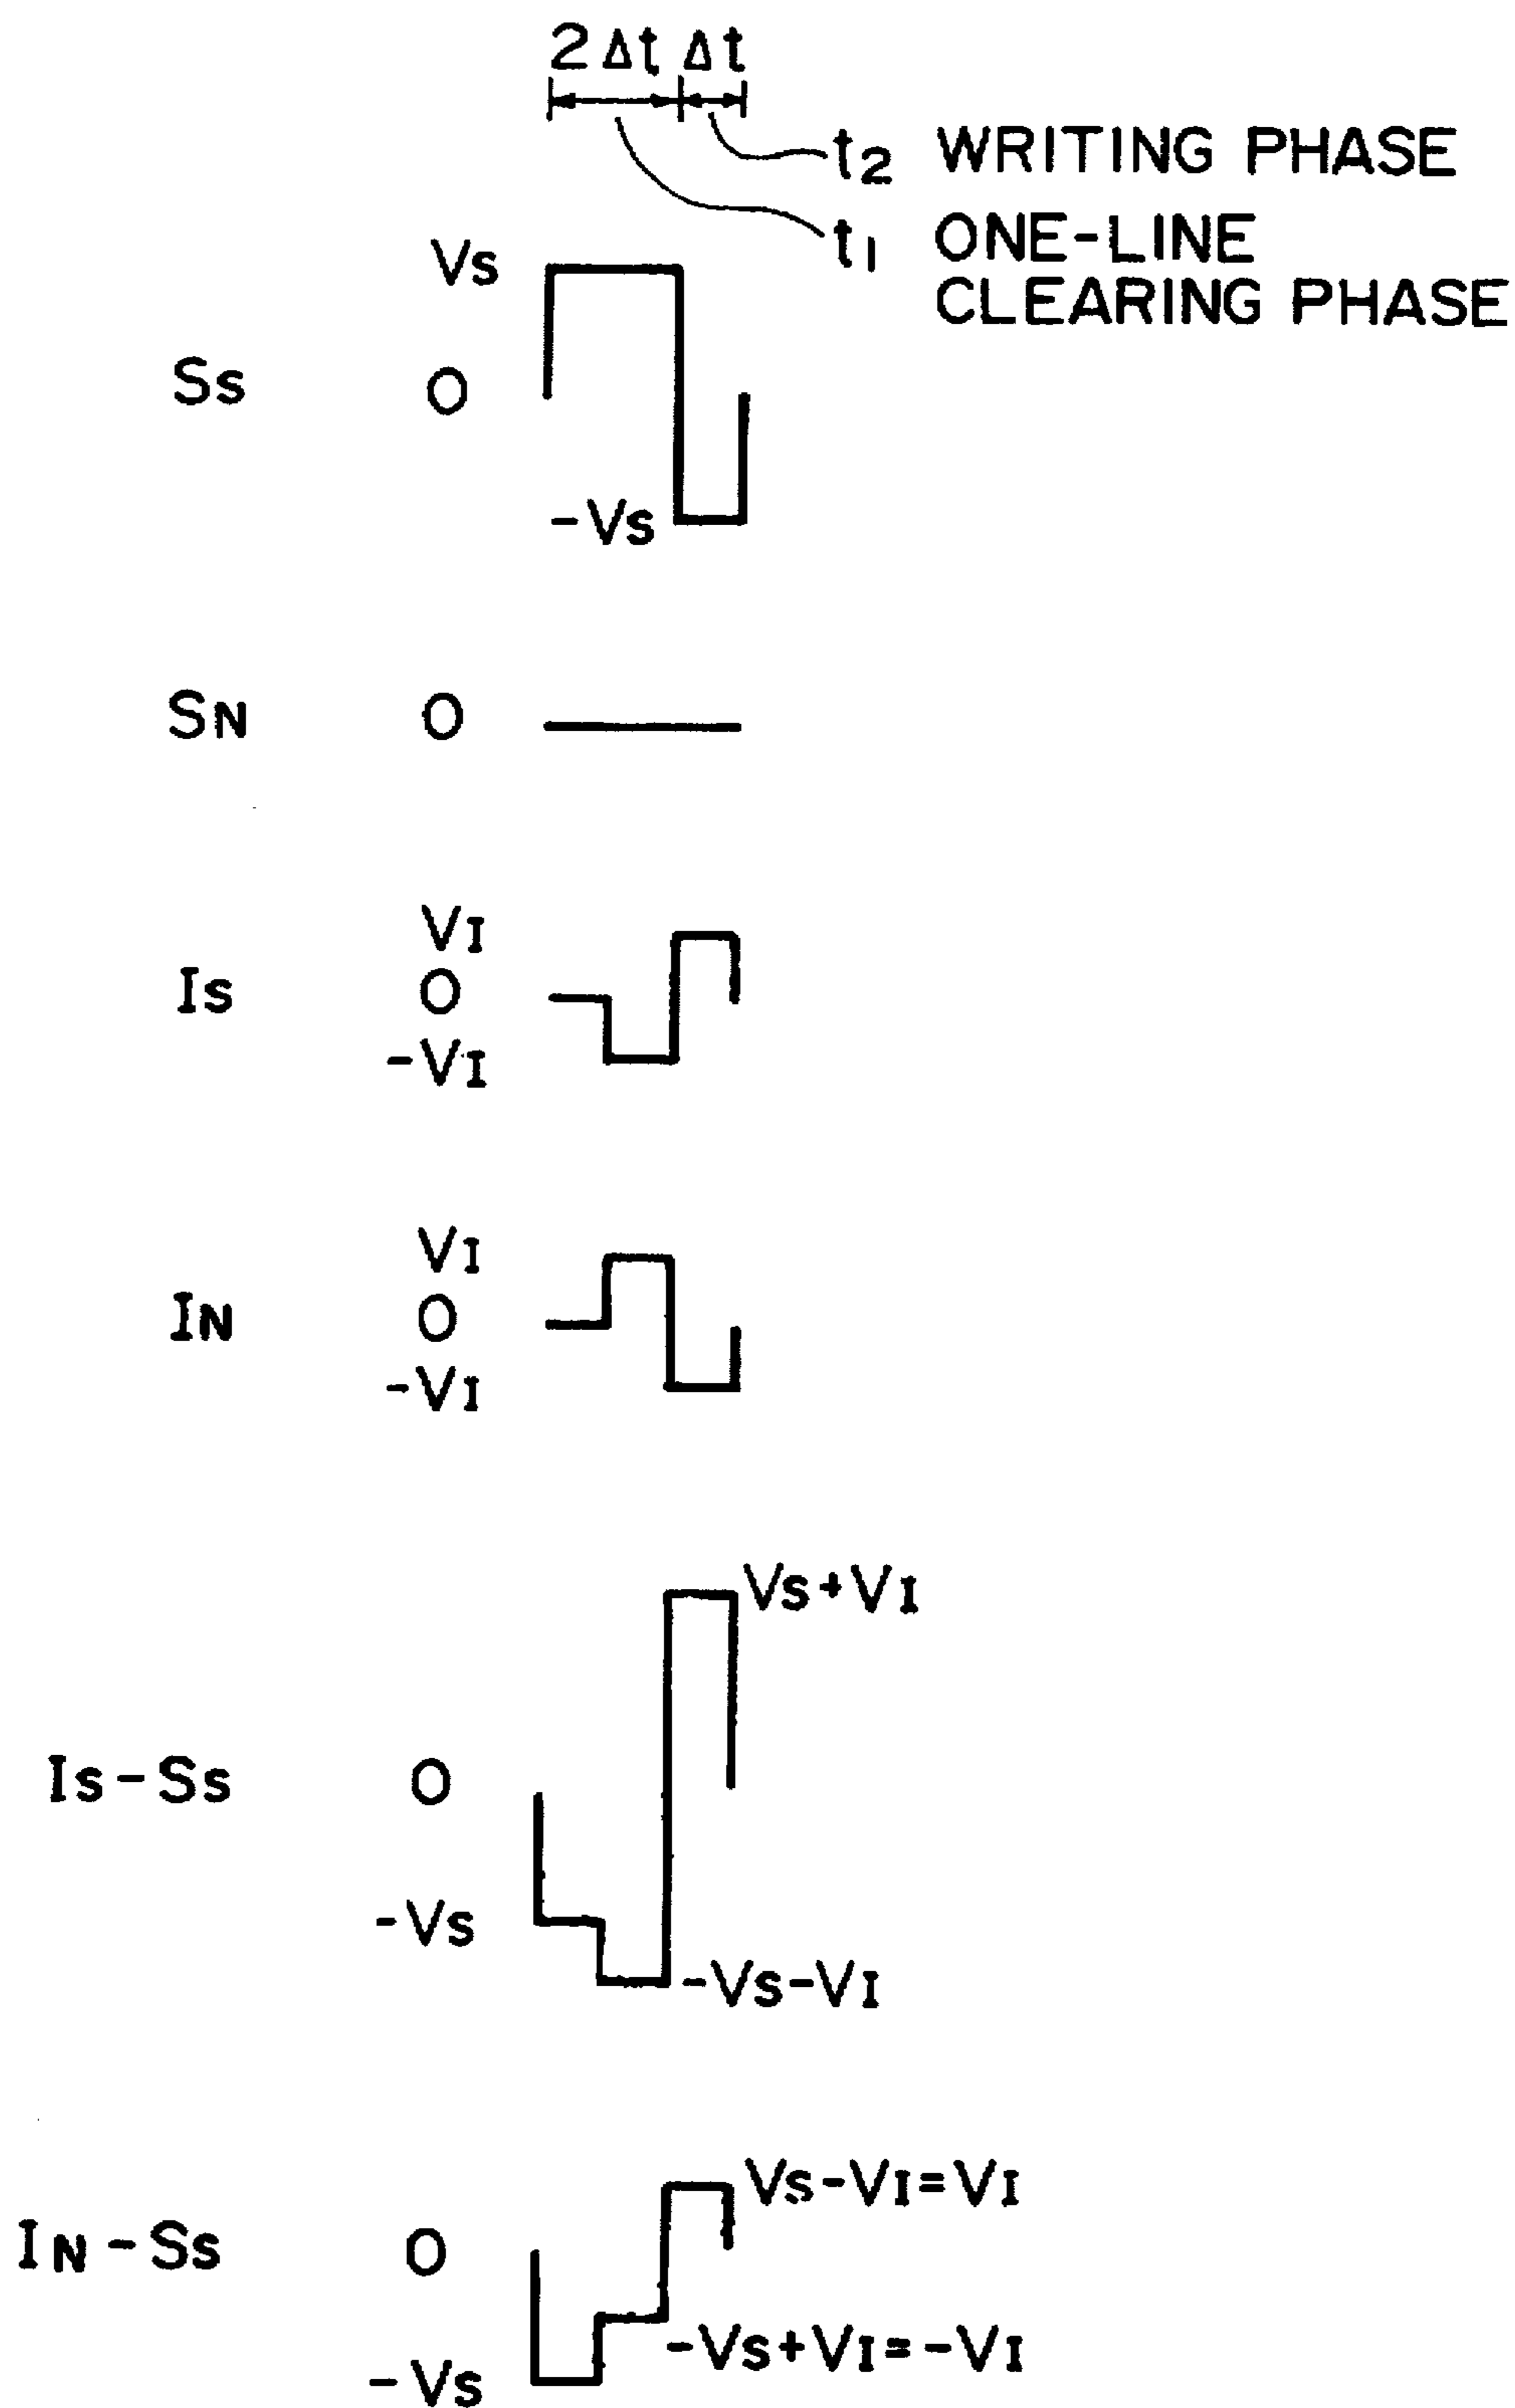 2Δt Δt
t2 WRITING PHASE
t1 ONE-LINE
CLEARING PHASE
Vs
Ss 0
-Vs
SN 0
VI
Is 0
-VI
VI
IN 0
-VI
Vs+VI
Is-Ss 0
-Vs
-Vs-VI
Vs-VI=VI
IN-Ss 0
-Vs+VI=-VI
-Vs